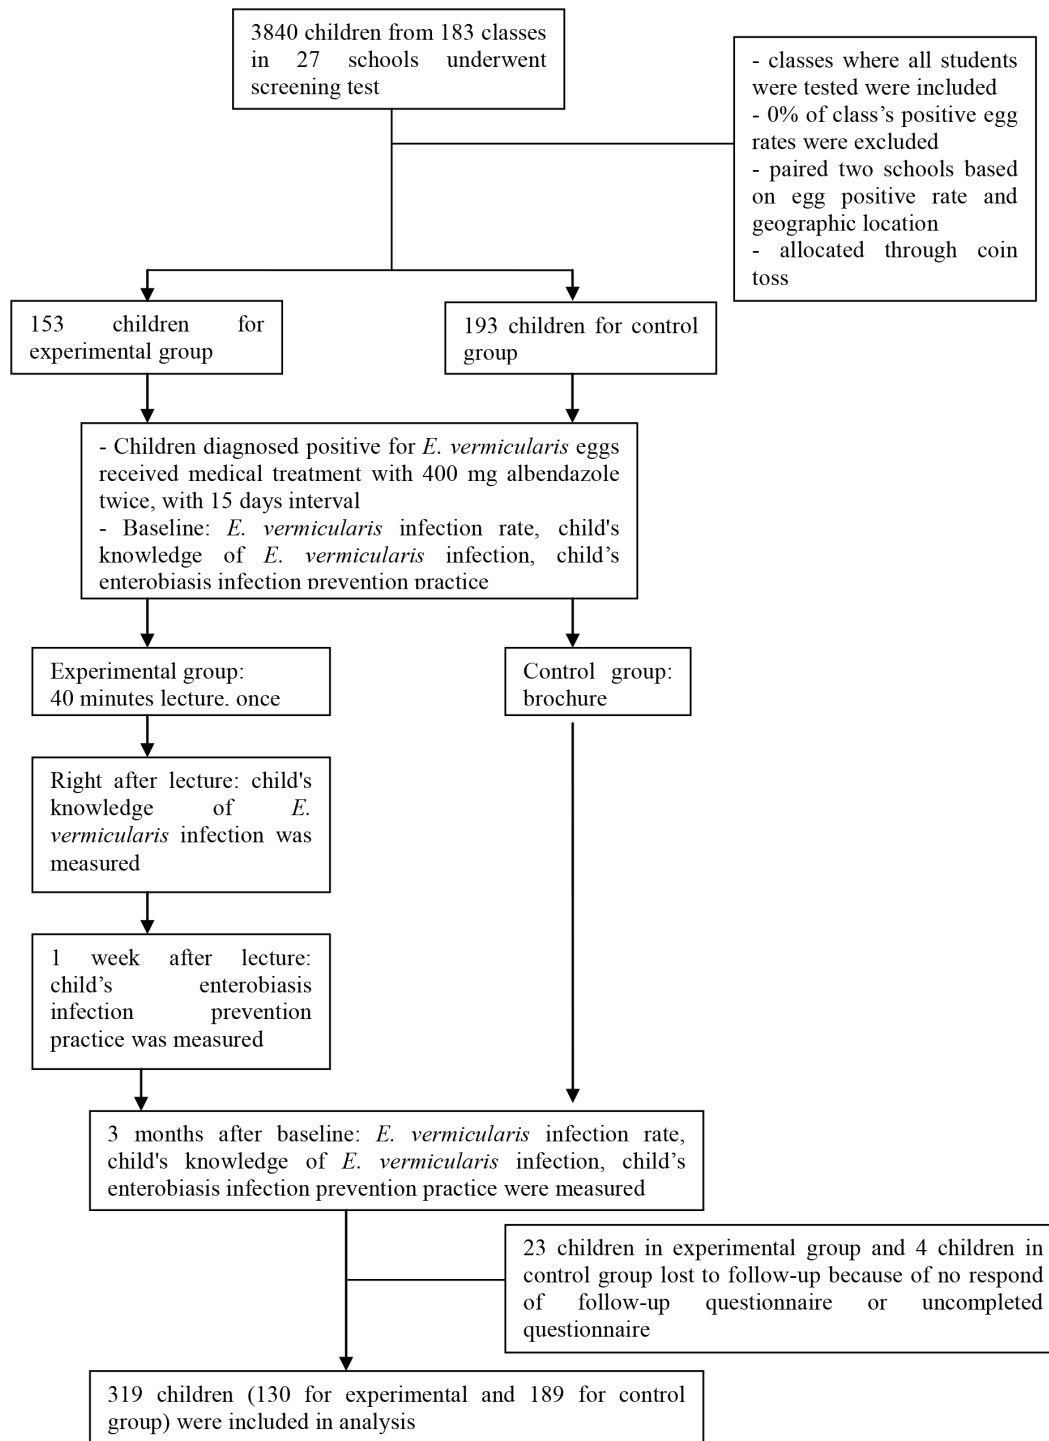 3840 children from 183 classes
in 27 schools underwent
screening test
- classes where all students
were tested were included
- 0% of class’s positive egg
rates were excluded
- paired two schools based
on egg positive rate and
geographic location
- allocated through coin
toss
153 children for
experimental group
193 children for control
group
- Children diagnosed positive for E. vermicularis eggs
received medical treatment with 400 mg albendazole
twice, with 15 days interval
- Baseline: E. vermicularis infection rate, child's
knowledge of E. vermicularis infection, child’s
enterobiasis infection prevention practice
Experimental group:
40 minutes lecture, once
Control group:
brochure
Right after lecture: child's
knowledge of E.
vermicularis infection was
measured
1 week after lecture:
child’s enterobiasis
infection prevention
practice was measured
3 months after baseline: E. vermicularis infection rate,
child's knowledge of E. vermicularis infection, child’s
enterobiasis infection prevention practice were measured
23 children in experimental group and 4 children in
control group lost to follow-up because of no respond
of follow-up questionnaire or uncompleted
questionnaire
319 children (130 for experimental and 189 for control
group) were included in analysis